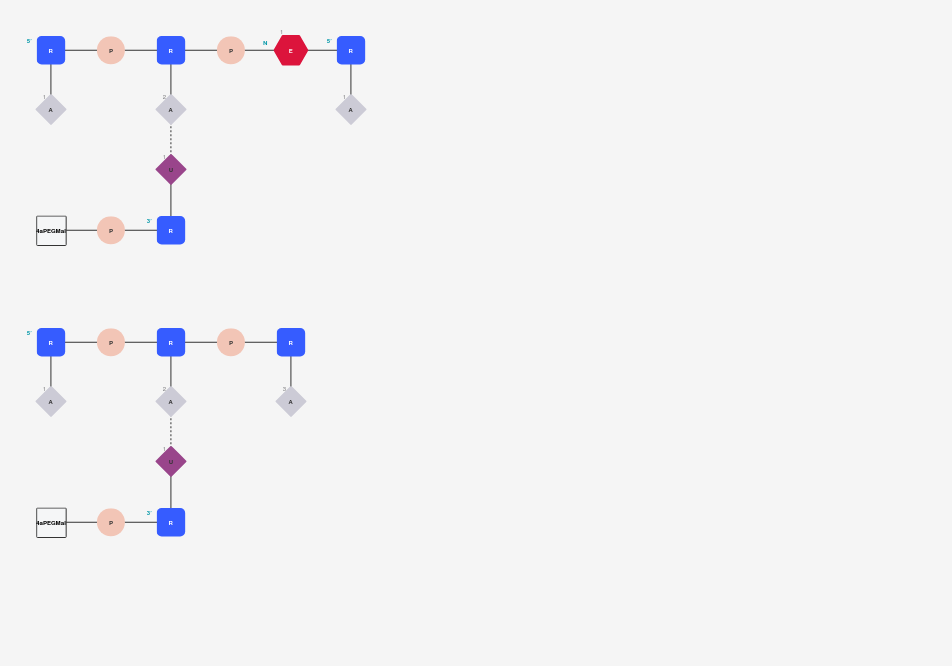 5' R P R P N 1 E 5' R
1 A 2 A 1 A
1 U
4aPEGMal P 3' R
5' R P R P R
1 A 2 A 3 A
1 U
4aPEGMal P 3' R